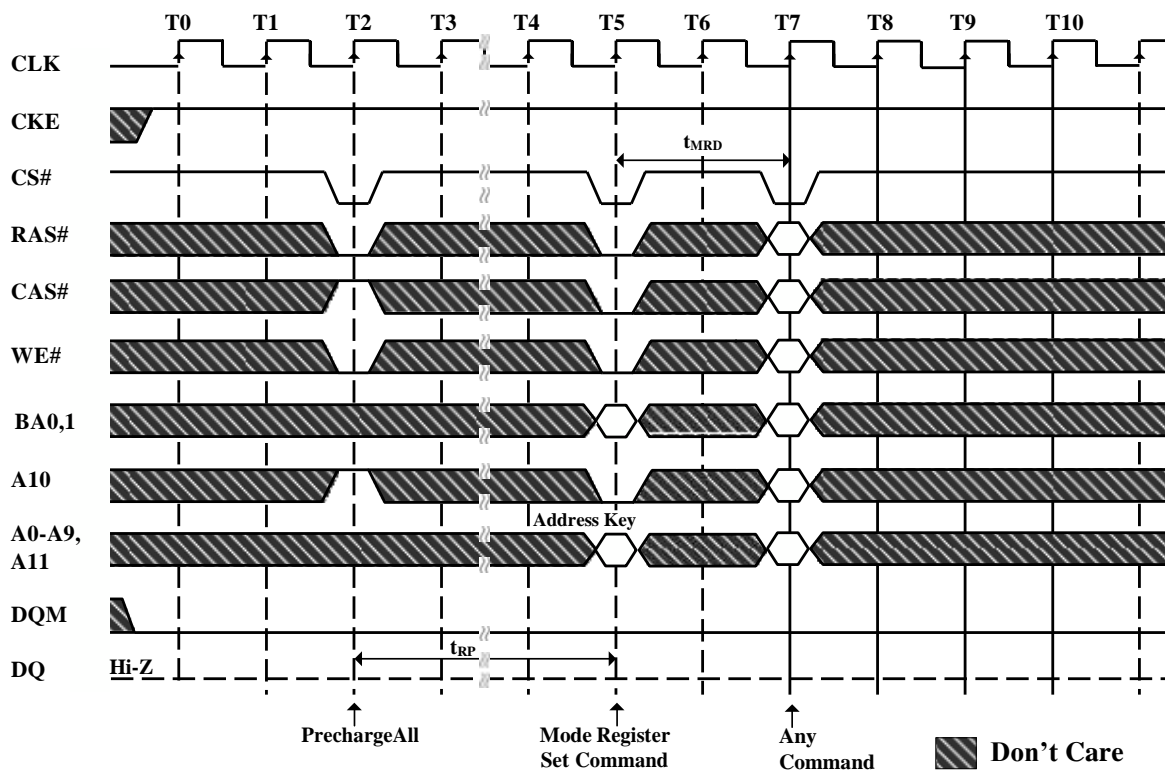 T0 T1 T2 T3 T4 T5 T6 T7 T8 T9 T10
CLK
CKE
tMRD
CS#
RAS#
CAS#
WE#
BA0,1
A10
Address Key
A0-A9,
A11
DQM
tRP
DQ Hi-Z
PrechargeAll
Mode Register
Set Command
Any
Command
Don't Care